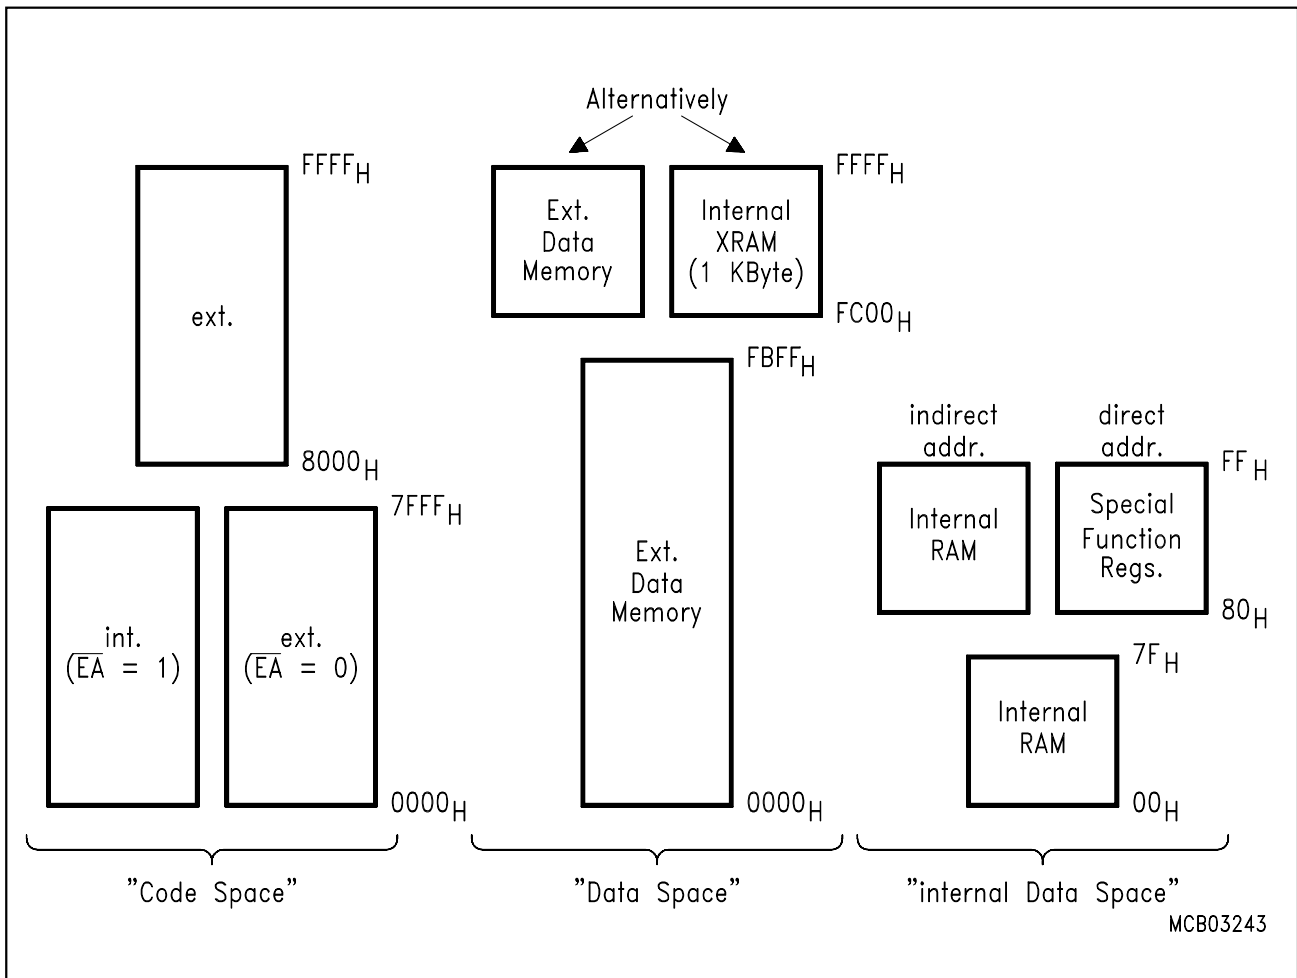 Alternatively
FFFFH
ext.
8000H
7FFFH
int.
(E̅A̅ = 1)
ext.
(E̅A̅ = 0)
0000H
"Code Space"
Ext.
Data
Memory
Internal
XRAM
(1 KByte)
FFFFH
FC00H
FBFFH
Ext.
Data
Memory
0000H
"Data Space"
indirect
addr.
direct
addr.
FFH
Internal
RAM
Special
Function
Regs.
80H
7FH
Internal
RAM
00H
"internal Data Space"
MCB03243